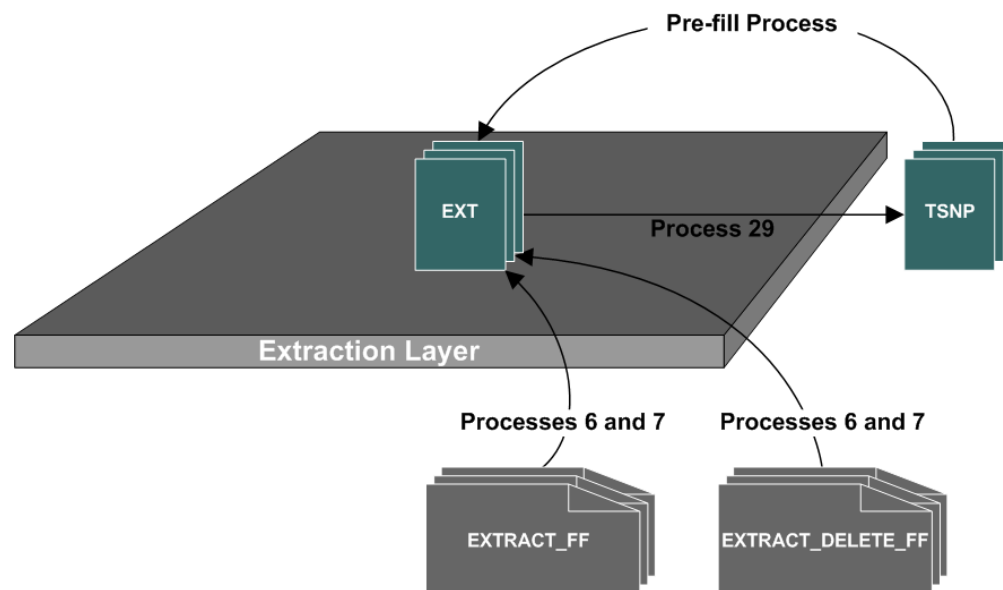 Pre-fill Process
EXT
TSNP
Process 29
Extraction Layer
Processes 6 and 7
Processes 6 and 7
EXTRACT_FF
EXTRACT_DELETE_FF